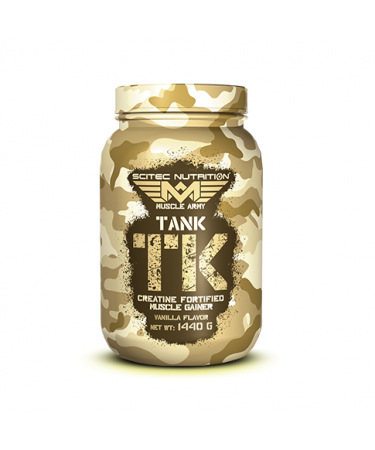 SCITEC NUTRITION
MUSCLE ARMY
TANK
TK
CREATINE FORTIFIED
MUSCLE GAINER
VANILLA FLAVOR
NET WT: 1440 G